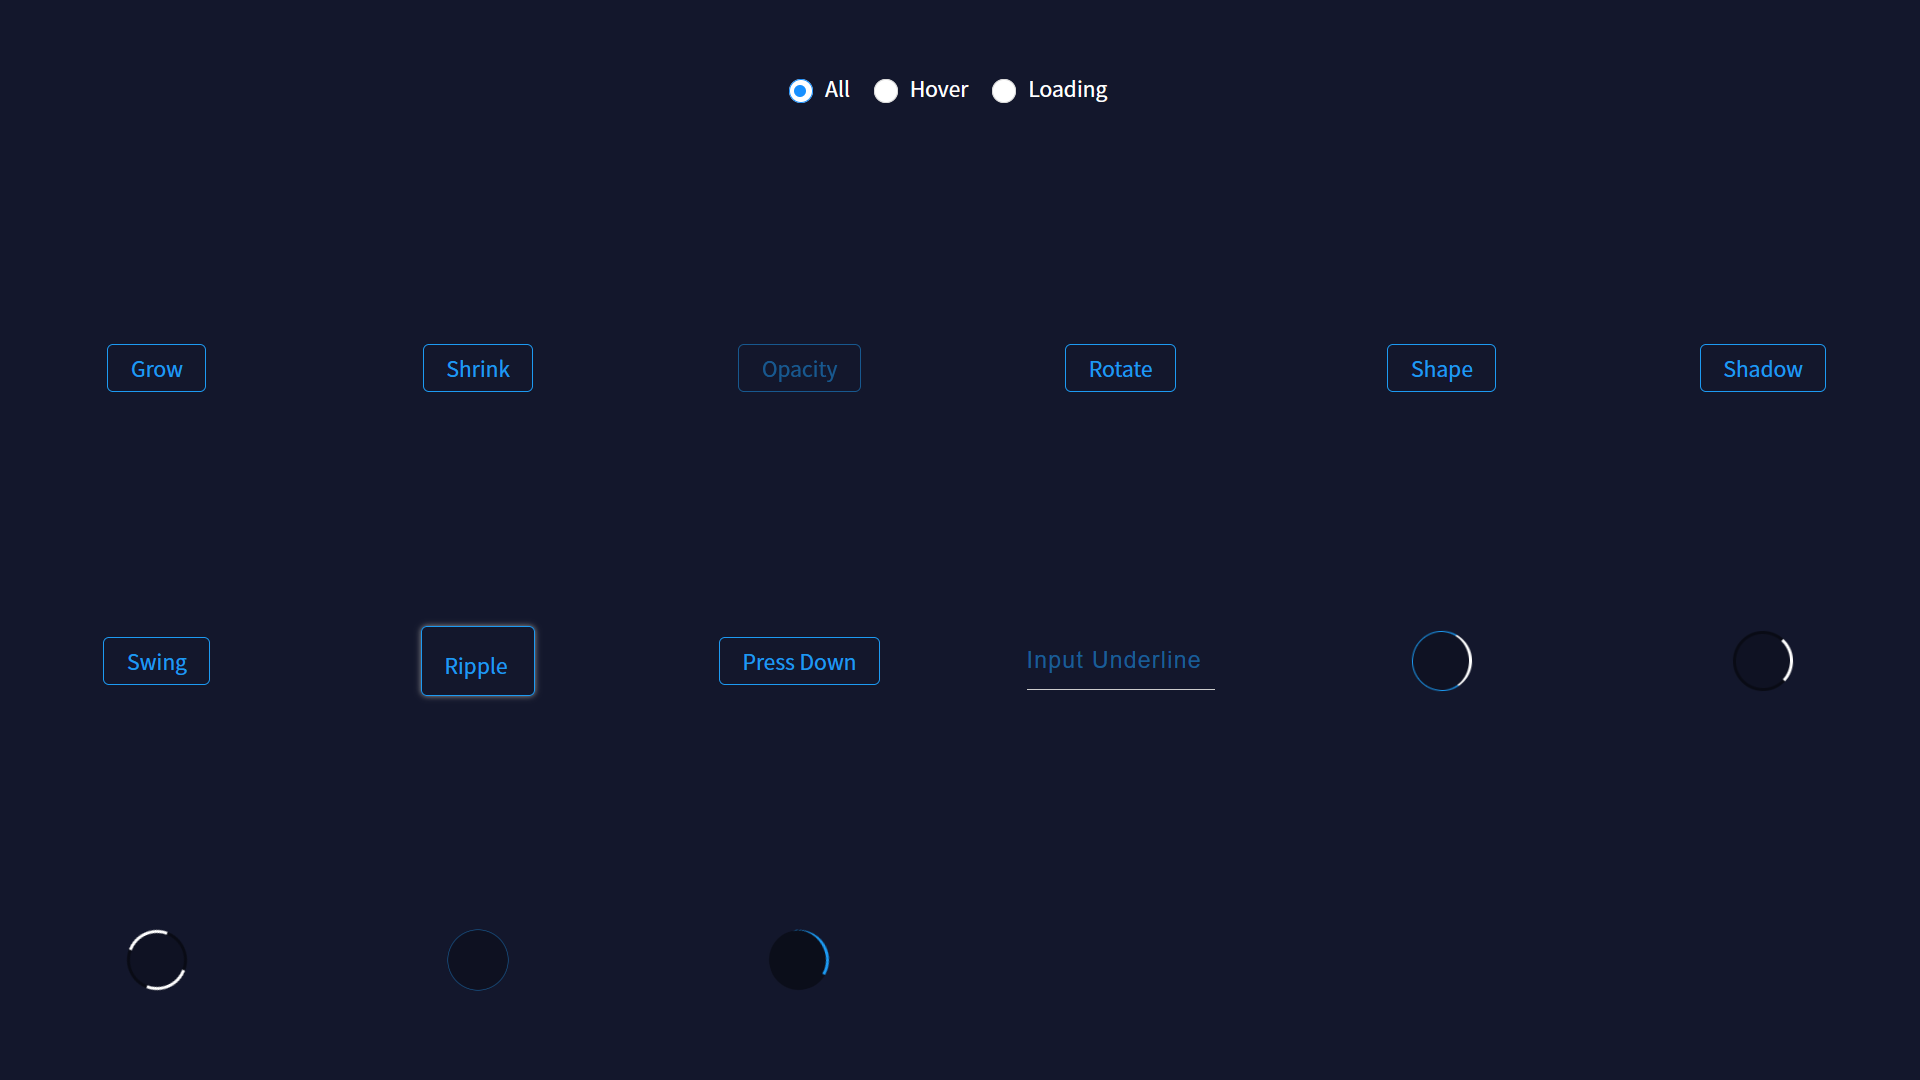 All Hover Loading
Grow Shrink Opacity Rotate Shape Shadow
Swing Ripple Press Down Input Underline